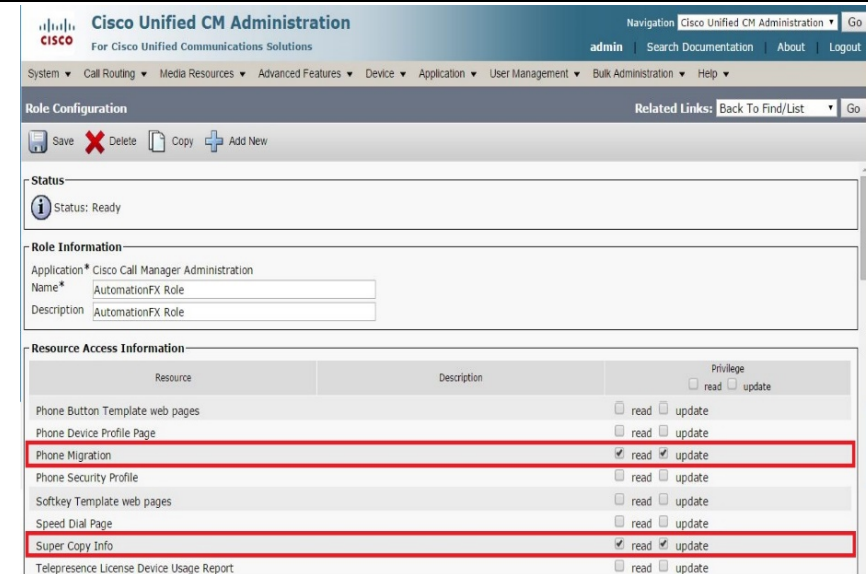 Cisco Unified CM Administration
For Cisco Unified Communications Solutions
CISCO
Navigation Cisco Unified CM Administration Go
admin Search Documentation About Logout
System Call Routing Media Resources Advanced Features Device Application User Management Bulk Administration Help
Role Configuration Related Links: Back To Find/List Go
Save Delete Copy Add New
Status
i Status: Ready
Role Information
Application* Cisco Call Manager Administration
Name* AutomationFX Role
Description AutomationFX Role
Resource Access Information
Resource Description Privilege
read update
Phone Button Template web pages read update
Phone Device Profile Page read update
Phone Migration read update
Phone Security Profile read update
Softkey Template web pages read update
Speed Dial Page read update
Super Copy Info read update
Telepresence License Device Usage Report read update